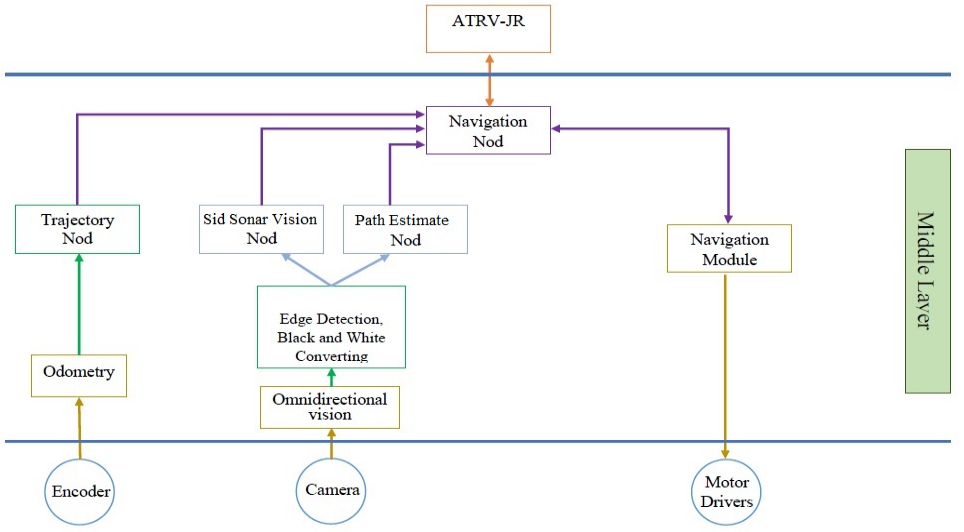 ATRV-JR
Navigation
Nod
Trajectory
Nod
Sid Sonar Vision
Nod
Path Estimate
Nod
Navigation
Module
Middle Layer
Edge Detection,
Black and White
Converting
Odometry
Omnidirectional
vision
Encoder
Camera
Motor
Drivers